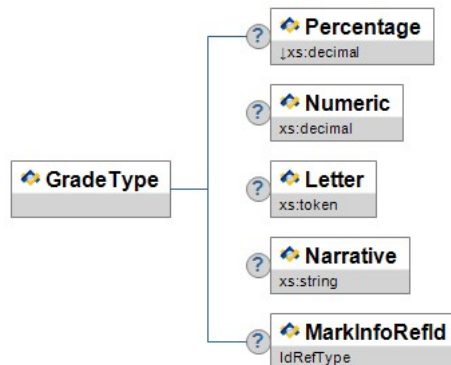 ?
Percentage
↓xs:decimal
?
Numeric
xs:decimal
GradeType
?
Letter
xs:token
?
Narrative
xs:string
?
MarkInfoRefId
IdRefType